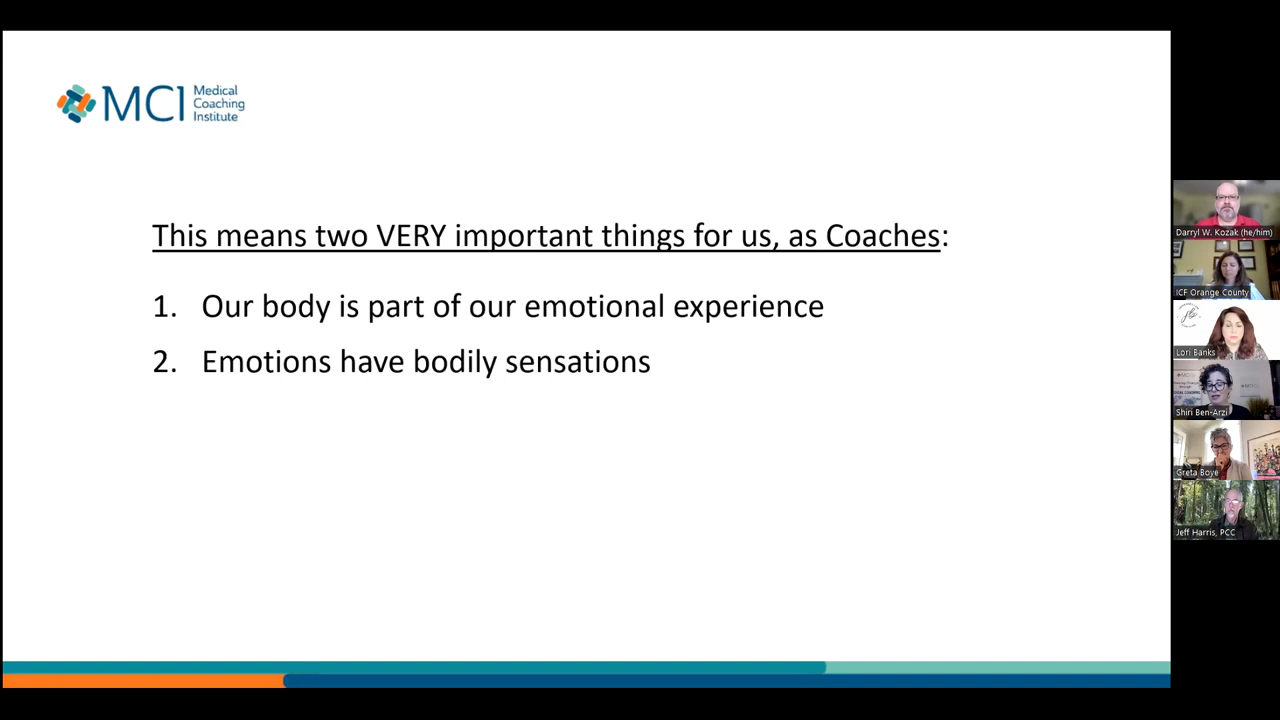 MCI Medical
Coaching
Institute
This means two VERY important things for us, as Coaches:
1. Our body is part of our emotional experience
2. Emotions have bodily sensations
Darryl W. Kozak (he/him)
ICF Orange County
Lori Banks
Shiri Ben-Arzi
Greta Boye
Jeff Harris, PCC